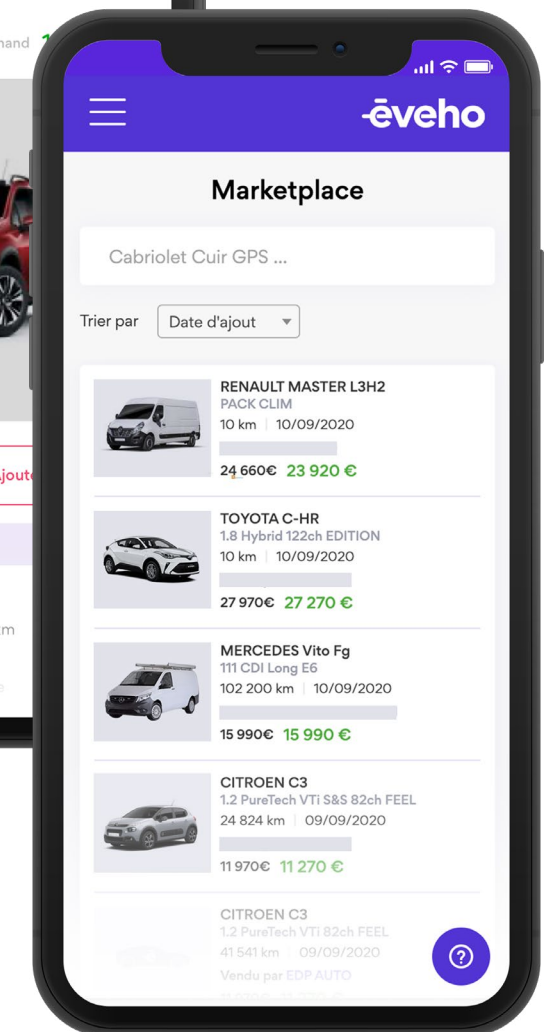 mand
ēveho
Marketplace
Cabriolet Cuir GPS ...
Trier par
Date d'ajout
RENAULT MASTER L3H2
PACK CLIM
10 km | 10/09/2020
24 660€ 23 920 €
TOYOTA C-HR
1.8 Hybrid 122ch EDITION
10 km | 10/09/2020
27 970€ 27 270 €
MERCEDES Vito Fg
111 CDI Long E6
102 200 km | 10/09/2020
15 990€ 15 990 €
CITROEN C3
1.2 PureTech VTi S&S 82ch FEEL
24 824 km | 09/09/2020
11 970€ 11 270 €
CITROEN C3
1.2 PureTech VTi 82ch FEEL
41 541 km | 09/09/2020
Vendu par EDP AUTO
?
Ajoute
km